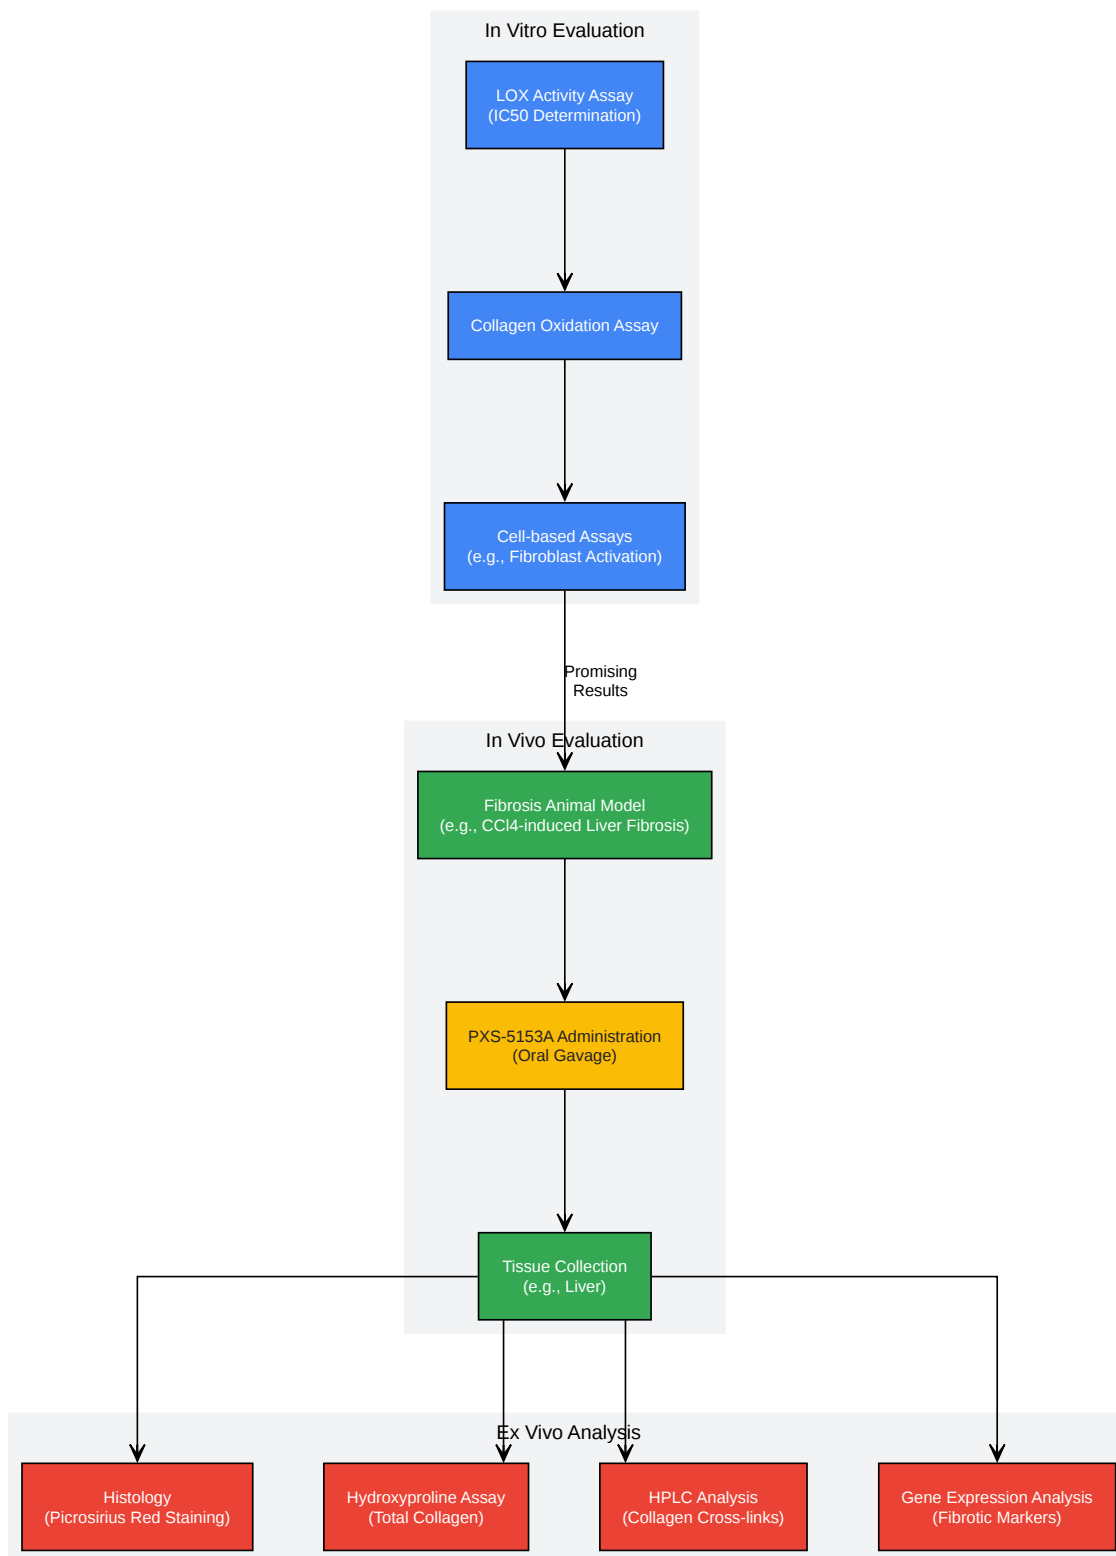 In Vitro Evaluation
LOX Activity Assay
(IC50 Determination)
Collagen Oxidation Assay
Cell-based Assays
(e.g., Fibroblast Activation)
Promising
Results
In Vivo Evaluation
Fibrosis Animal Model
(e.g., CCl4-induced Liver Fibrosis)
PXS-5153A Administration
(Oral Gavage)
Tissue Collection
(e.g., Liver)
Ex Vivo Analysis
Histology
(Picrosirius Red Staining)
Hydroxyproline Assay
(Total Collagen)
HPLC Analysis
(Collagen Cross-links)
Gene Expression Analysis
(Fibrotic Markers)